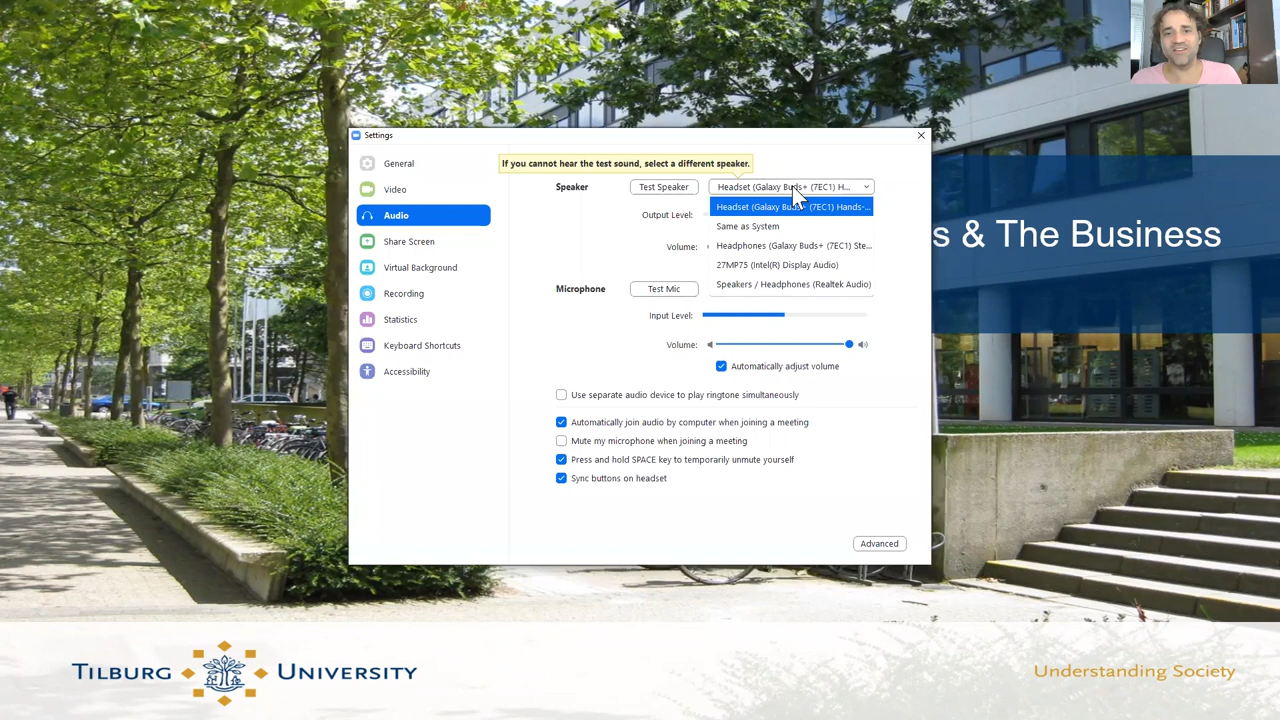 Settings
General
Video
Audio
Share Screen
Virtual Background
Recording
Statistics
Keyboard Shortcuts
Accessibility
If you cannot hear the test sound, select a different speaker.
Speaker
Test Speaker
Headset (Galaxy Buds+ (7EC1) H...
Headset (Galaxy Buds+ (7EC1) Hands-...
Same as System
Headphones (Galaxy Buds+ (7EC1) Ste...
27MP75 (Intel(R) Display Audio)
Speakers / Headphones (Realtek Audio)
Output Level:
Volume:
Microphone
Test Mic
Input Level:
Volume:
Automatically adjust volume
Use separate audio device to play ringtone simultaneously
Automatically join audio by computer when joining a meeting
Mute my microphone when joining a meeting
Press and hold SPACE key to temporarily unmute yourself
Sync buttons on headset
Advanced
s & The Business
TILBURG UNIVERSITY
Understanding Society